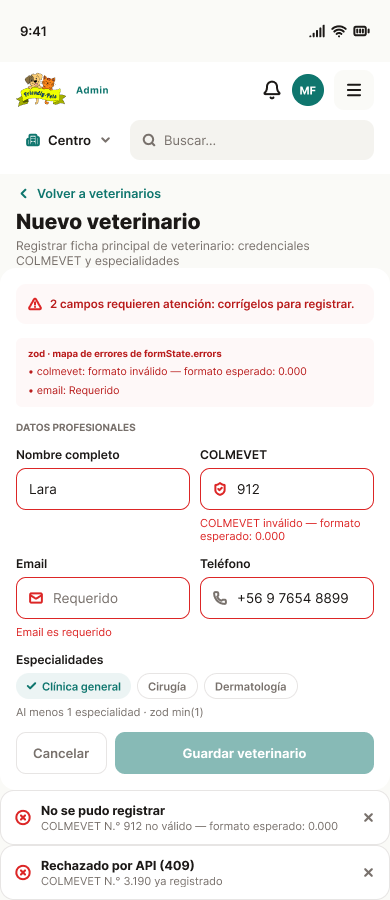 9:41
Friendly-Pets
Admin
MF
Centro
Buscar...
Volver a veterinarios
Nuevo veterinario
Registrar ficha principal de veterinario: credenciales
COLMEVET y especialidades
2 campos requieren atención: corrígelos para registrar.
zod · mapa de errores de formState.errors
• colmevet: formato inválido — formato esperado: 0.000
• email: Requerido
DATOS PROFESIONALES
Nombre completo
COLMEVET
Lara
912
COLMEVET inválido — formato
esperado: 0.000
Email
Teléfono
Requerido
+56 9 7654 8899
Email es requerido
Especialidades
Clínica general
Cirugía
Dermatología
Al menos 1 especialidad · zod min(1)
Cancelar
Guardar veterinario
No se pudo registrar
COLMEVET N.° 912 no válido — formato esperado: 0.000
Rechazado por API (409)
COLMEVET N.° 3.190 ya registrado